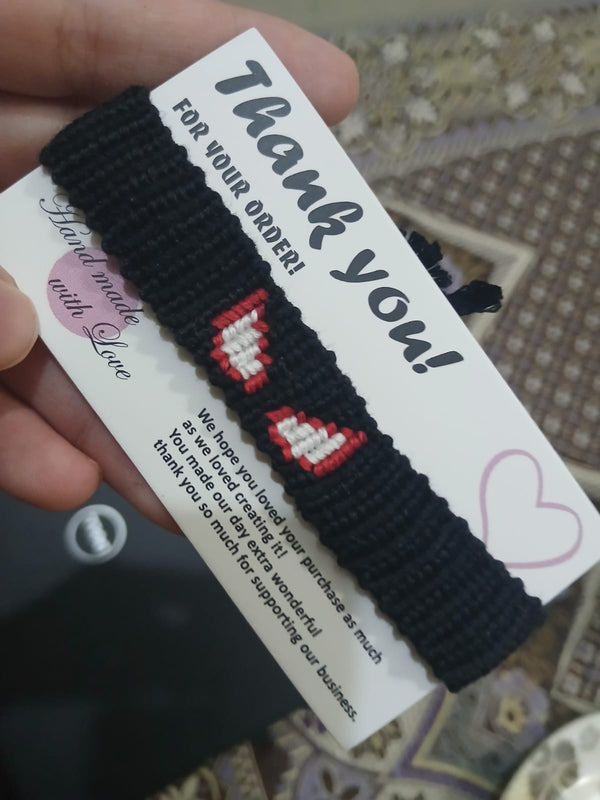 Thank you!
FOR YOUR ORDER!
Hand made
with Love
We hope you loved your purchase as much
as we loved creating it!
You made our day extra wonderful
thank you so much for supporting our business.